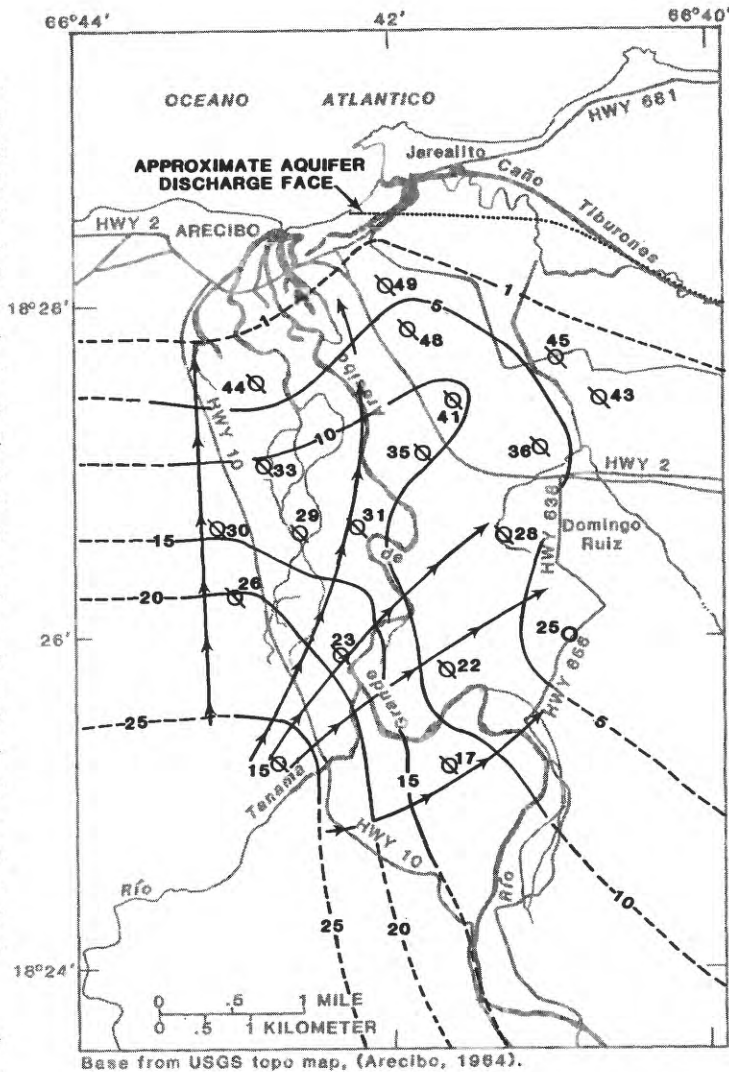 66°44'
42'
66°40'
OCEANO ATLANTICO
HWY 681
Jarealito
APPROXIMATE AQUIFER
DISCHARGE FACE
Caño
Tiburones
HWY 2
ARECIBO
18°28'
1
1
49
5
48
45
44
43
Arecibo
41
HWY 10
10
35
36
33
HWY 2
30
29
31
28
HWY 638
Domingo
Ruiz
15
de
26
20
26'
23
25
22
HWY 656
Grande
25
5
15
17
15
Tanama
HWY 10
Río
Río
10
25
20
18°24'
0 .5 1 MILE
0 .5 1 KILOMETER
Base from USGS topo map, (Arecibo, 1984).